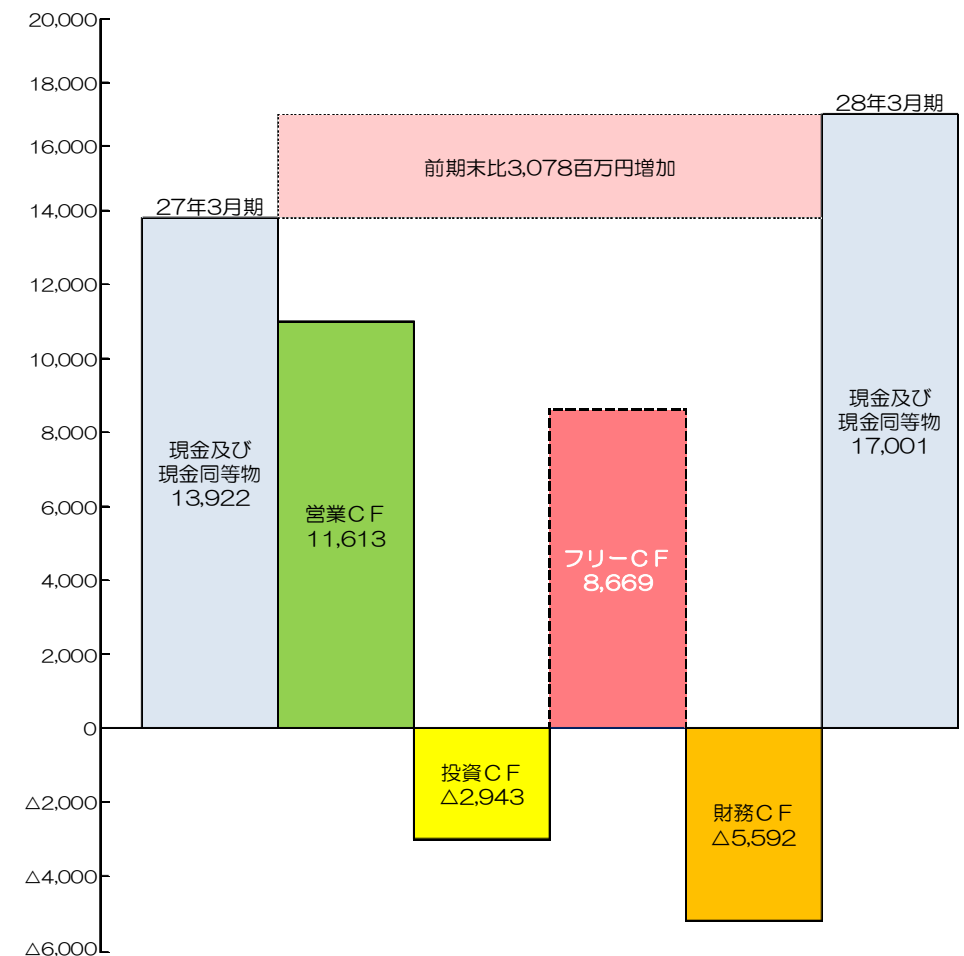 20,000
18,000
16,000
14,000
12,000
10,000
8,000
6,000
4,000
2,000
0
△2,000
△4,000
△6,000
27年3月期
28年3月期
前期末比3,078百万円増加
現金及び
現金同等物
13,922
営業ＣＦ
11,613
投資ＣＦ
△2,943
フリーＣＦ
8,669
財務ＣＦ
△5,592
現金及び
現金同等物
17,001